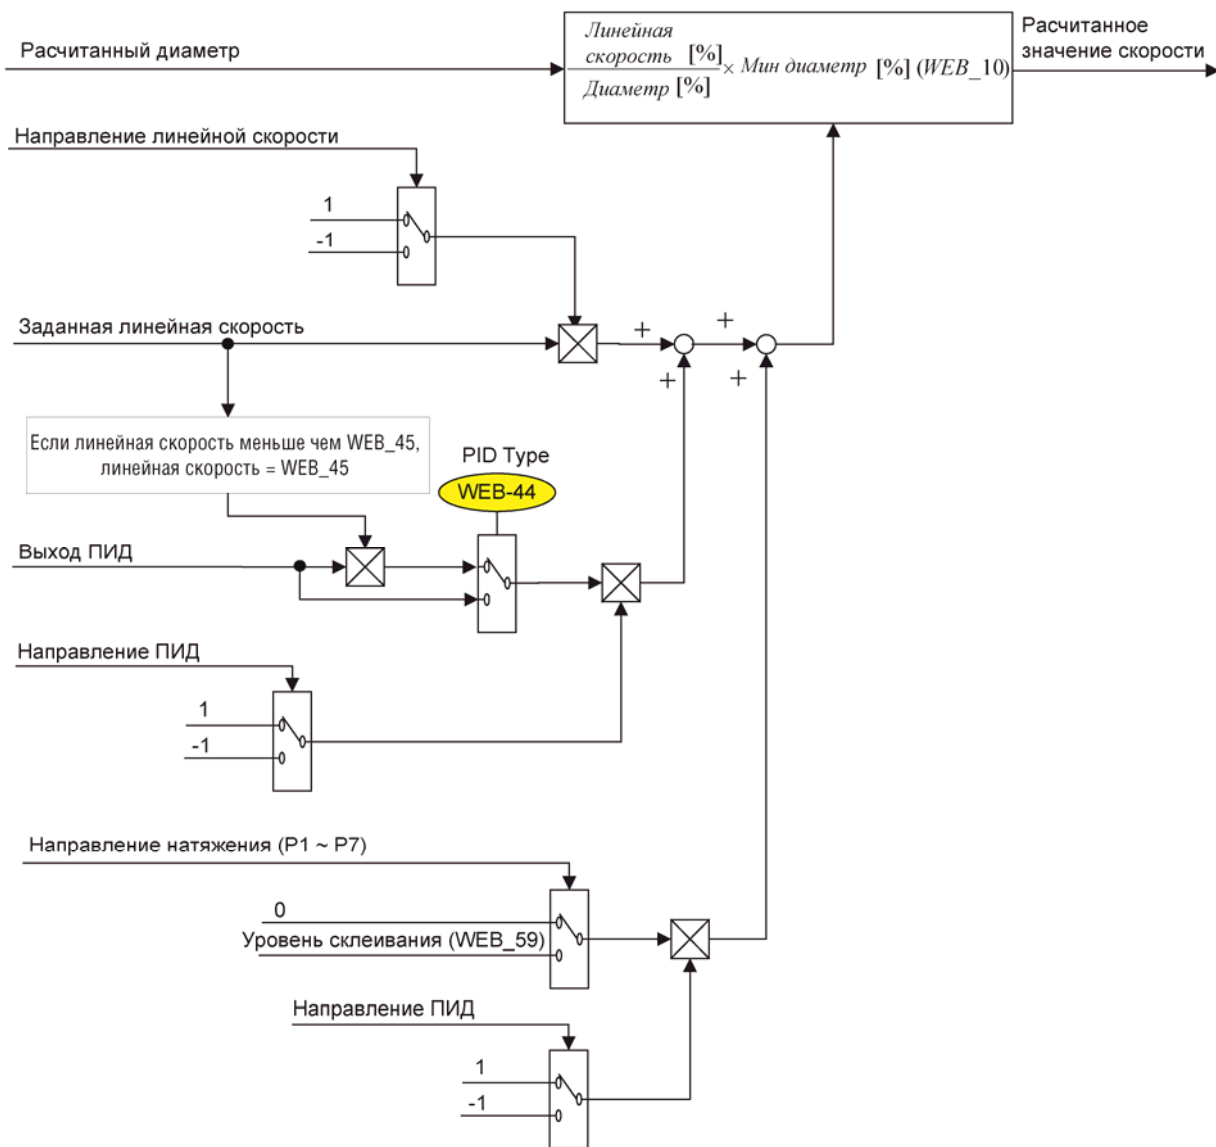 Расчитанный диаметр
Линейная
скорость [%]
Диаметр [%]
× Мин диаметр [%] (WEB_10)
Расчитанное
значение скорости
Направление линейной скорости
1
-1
Заданная линейная скорость
+
+
+
+
Если линейная скорость меньше чем WEB_45,
линейная скорость = WEB_45
PID Type
WEB-44
Выход ПИД
Направление ПИД
1
-1
Направление натяжения (P1 ~ P7)
0
Уровень склеивания (WEB_59)
Направление ПИД
1
-1